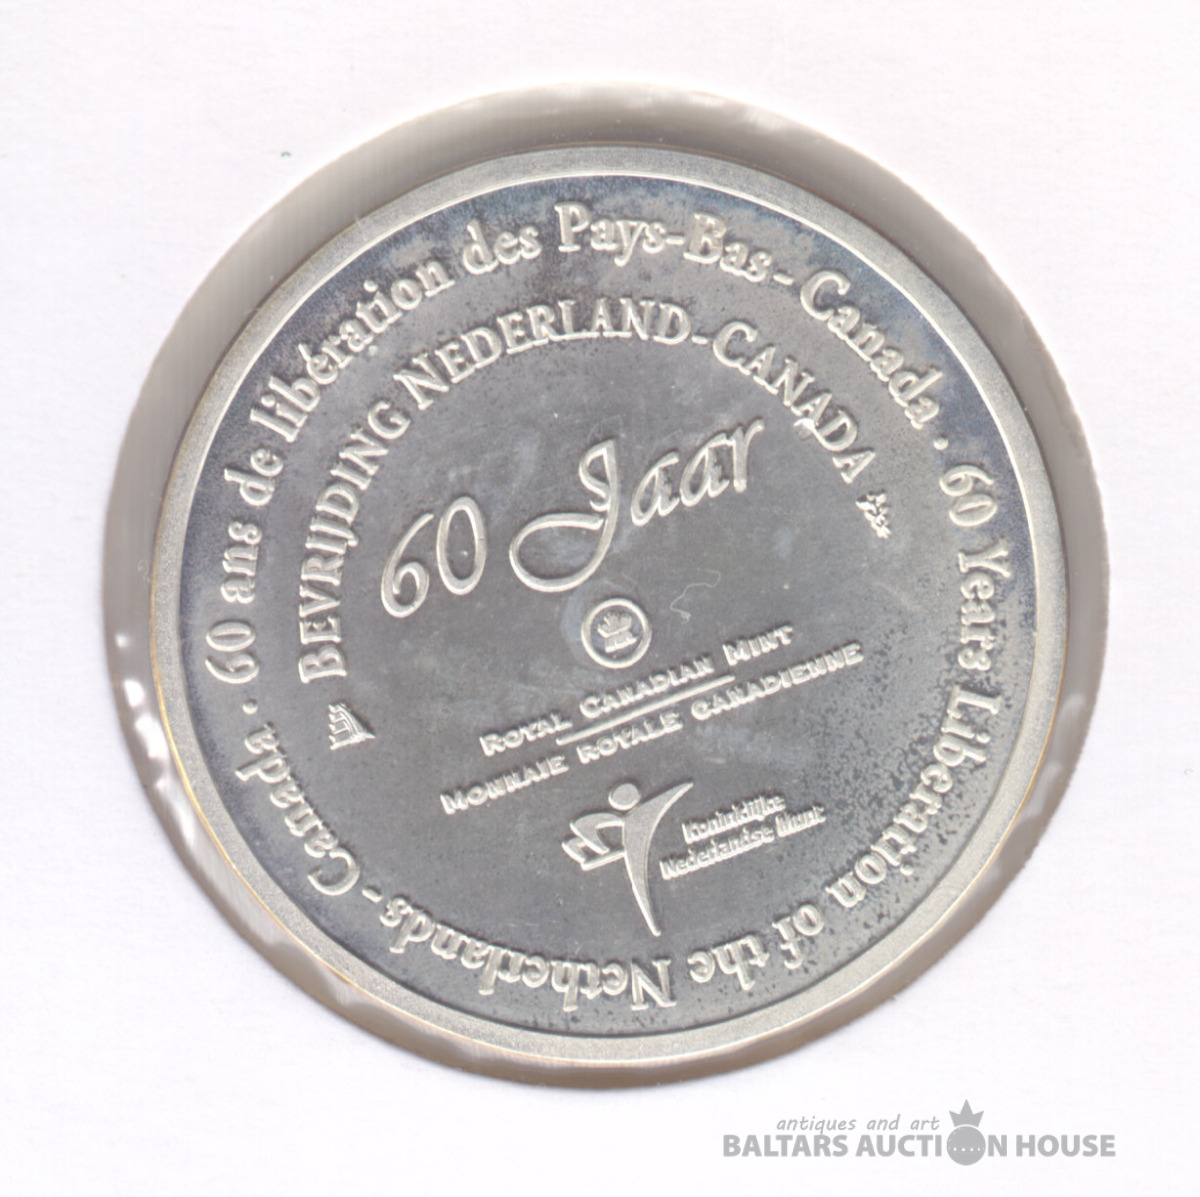 60 ans de libération des Pays-Bas - Canada . 60 Years Liberation of the Netherlands - Canada .
BEVRIJDING NEDERLAND-CANADA
60 Jaar
ROYAL CANADIAN MINT
MONNAIE ROYALE CANADIENNE
Koninklijke
Nederlandse Munt
antiques and art
BALTARS AUCTION HOUSE